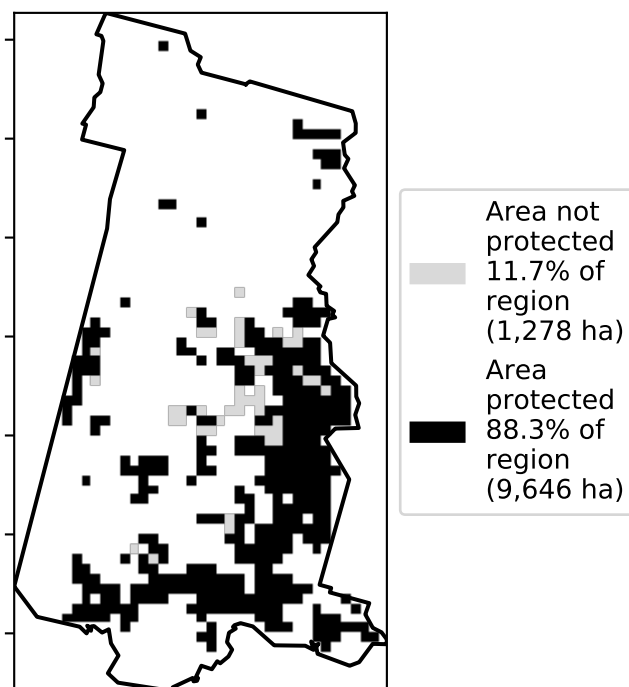 Area not
protected
11.7% of
region
(1,278 ha)
Area
protected
88.3% of
region
(9,646 ha)